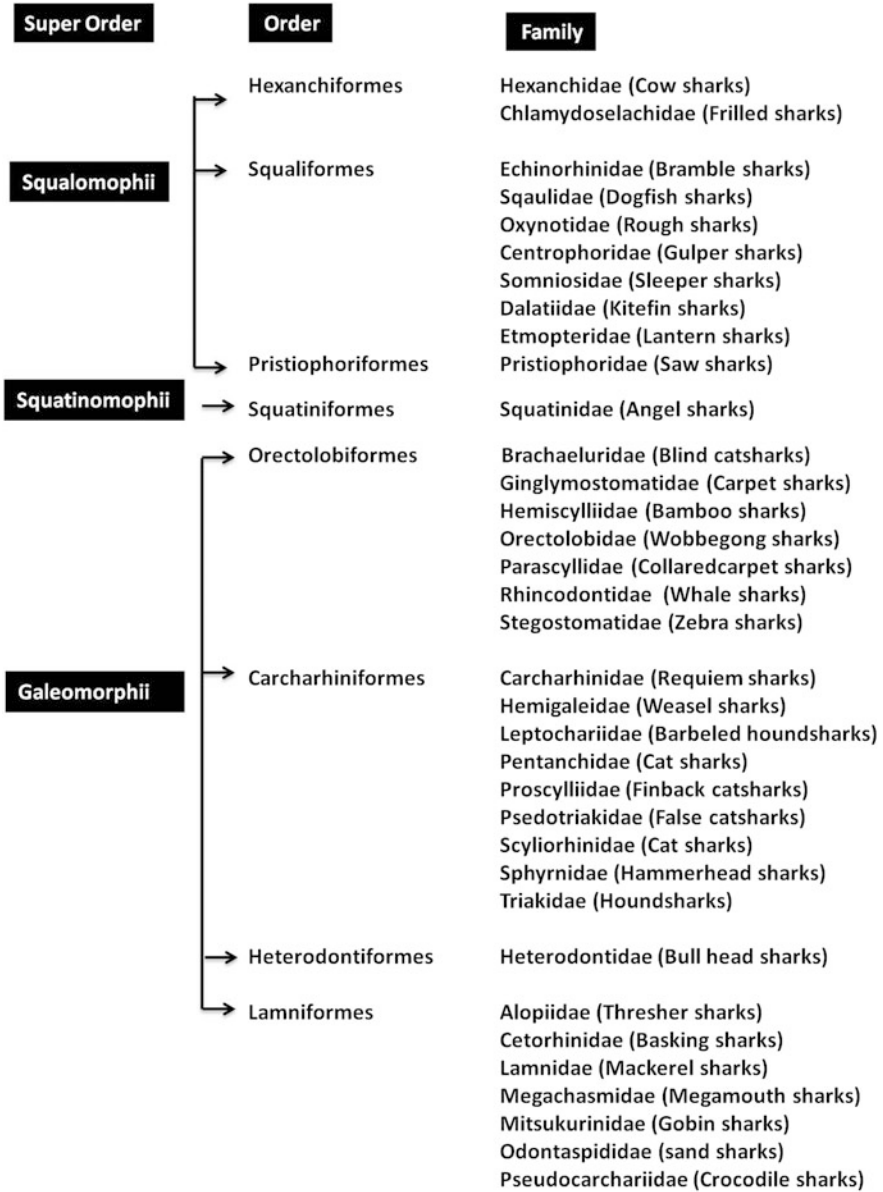 Super Order Order Family
Hexanchiformes Hexanchidae (Cow sharks)
Chlamydoselachidae (Frilled sharks)
Squalomophii Squaliformes Echinorhinidae (Bramble sharks)
Sqaulidae (Dogfish sharks)
Oxynotidae (Rough sharks)
Centrophoridae (Gulper sharks)
Somniosidae (Sleeper sharks)
Dalatiidae (Kitefin sharks)
Etmopteridae (Lantern sharks)
Pristiophoriformes Pristiophoridae (Saw sharks)
Squatinomophii Squatiniformes Squatinidae (Angel sharks)
Orectolobiformes Brachaeluridae (Blind catsharks)
Ginglymostomatidae (Carpet sharks)
Hemiscylliidae (Bamboo sharks)
Orectolobidae (Wobbegong sharks)
Parascyllidae (Collaredcarpet sharks)
Rhincodontidae (Whale sharks)
Stegostomatidae (Zebra sharks)
Galeomorphii Carcharhiniformes Carcharhinidae (Requiem sharks)
Hemigaleidae (Weasel sharks)
Leptochariidae (Barbeled houndsharks)
Pentanchidae (Cat sharks)
Proscylliidae (Finback catsharks)
Psedotriakidae (False catsharks)
Scyliorhinidae (Cat sharks)
Sphyrnidae (Hammerhead sharks)
Triakidae (Houndsharks)
Heterodontiformes Heterodontidae (Bull head sharks)
Lamniformes Alopiidae (Thresher sharks)
Cetorhinidae (Basking sharks)
Lamnidae (Mackerel sharks)
Megachasmidae (Megamouth sharks)
Mitsukurinidae (Gobin sharks)
Odontaspididae (sand sharks)
Pseudocarchariidae (Crocodile sharks)